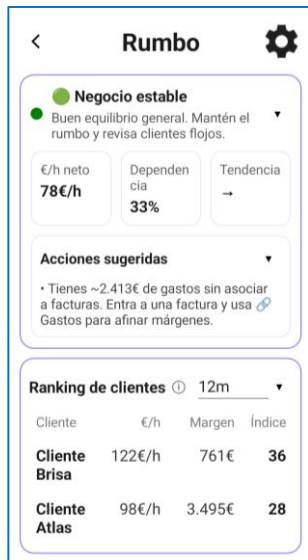 Rumbo
Negocio estable
Buen equilibrio general. Mantén el
rumbo y revisa clientes flojos.
€/h neto
78€/h
Depen­den
cia
33%
Tendencia
→
Acciones sugeridas
• Tienes ~2.413€ de gastos sin asociar
a facturas. Entra a una factura y usa 🔗
Gastos para afinar márgenes.
Ranking de clientes ⓘ 12m
Cliente €/h Margen Índice
Cliente 122€/h 761€ 36
Brisa
Cliente 98€/h 3.495€ 28
Atlas